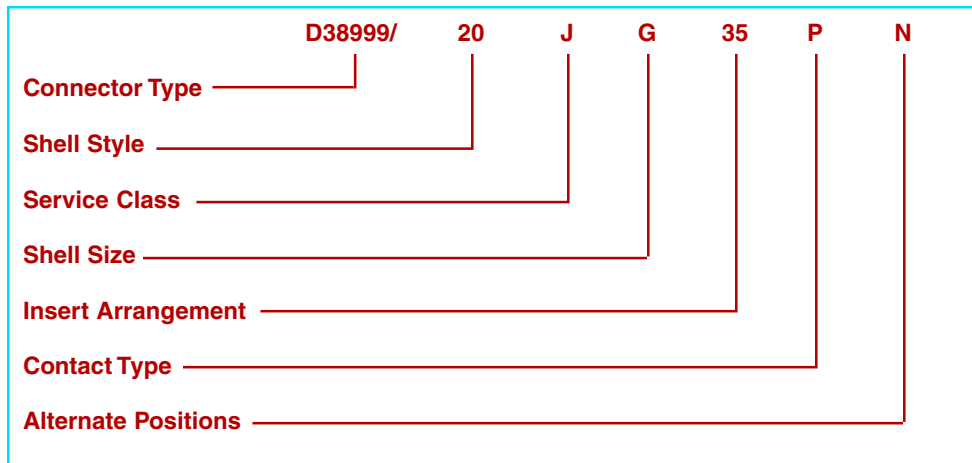 D38999/ 20 J G 35 P N
Connector Type
Shell Style
Service Class
Shell Size
Insert Arrangement
Contact Type
Alternate Positions